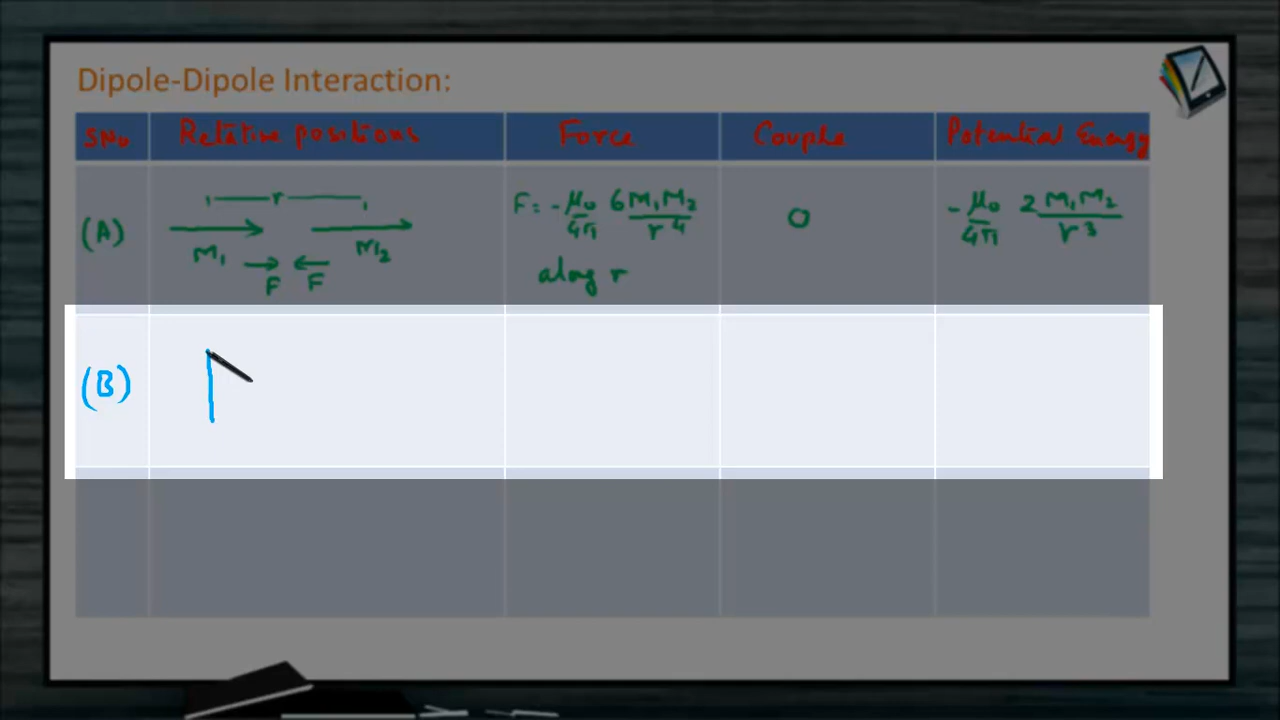 Dipole-Dipole Interaction:
SNo Relative positions Force Couple Potential Energy
(A) r M₁ M₂ F F
F = -μ₀/4π 6M₁M₂/r⁴
along r
0
-μ₀/4π 2M₁M₂/r³
(B)